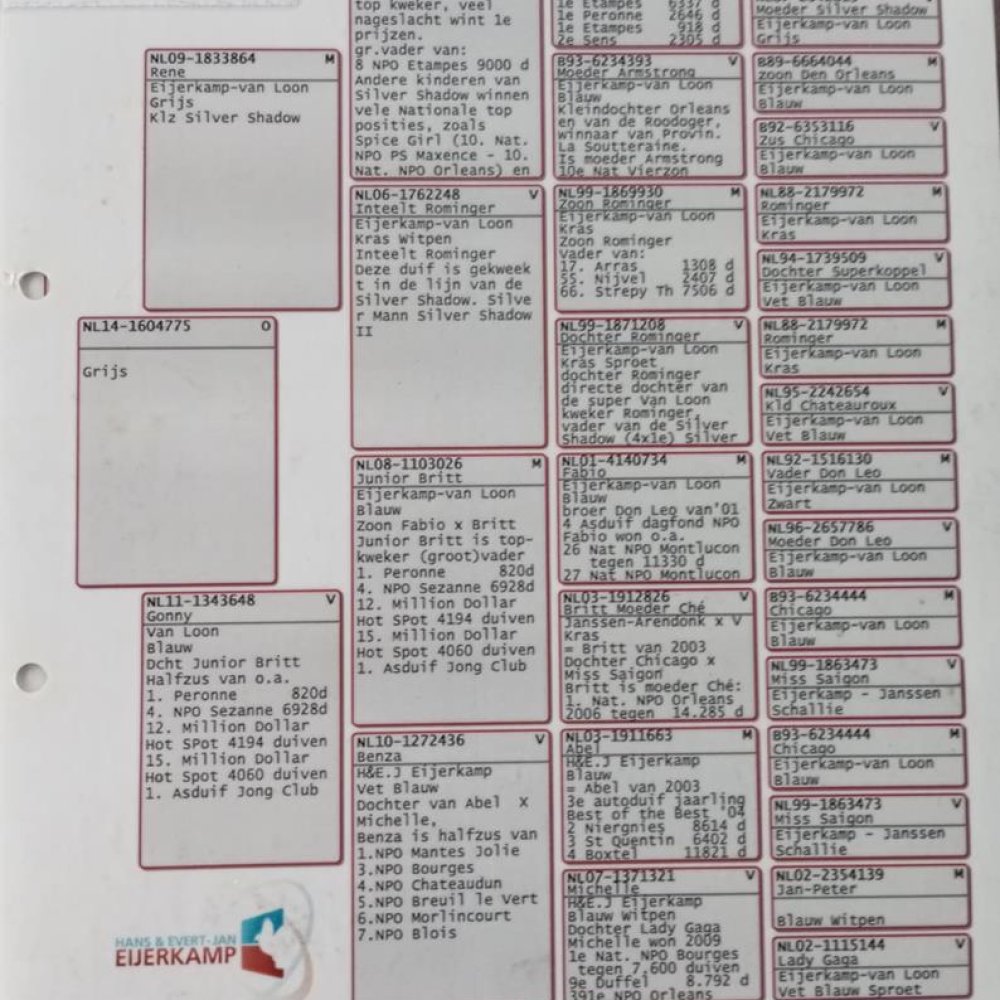 NL14-1604775 O
Grijs
NL09-1833864 M
Rene
Eijerkamp-van Loon
Grijs
Klz Silver Shadow
NL11-1343648 V
Gonny
Van Loon
Blauw
Dcht Junior Britt
Halfzus van o.a.
1. Peronne 820d
4. NPO Sezanne 6928d
12. Million Dollar
Hot SPot 4194 duiven
15. Million Dollar
Hot Spot 4060 duiven
1. Asduif Jong Club
top kweker, veel
nageslacht wint 1e
prijzen.
gr.vader van:
8 NPO Etampes 9000 d
Andere kinderen van
Silver Shadow winnen
vele Nationale top
posities, zoals
Spice Girl (10. Nat.
NPO PS Maxence - 10.
Nat. NPO Orleans) en
NL06-1762248 V
Inteelt Rominger
Eijerkamp-van Loon
Kras Witpen
Inteelt Rominger
Deze duif is gekweek
t in de lijn van de
Silver Shadow. Silve
r Mann Silver Shadow
II
NL08-1103026 M
Junior Britt
Eijerkamp-van Loon
Blauw
Zoon Fabio x Britt
Junior Britt is top-
kweker (groot)vader
1. Peronne 820d
4. NPO Sezanne 6928d
12. Million Dollar
Hot SPot 4194 duiven
15. Million Dollar
Hot Spot 4060 duiven
1. Asduif Jong Club
NL10-1272436 V
Benza
H&E.J Eijerkamp
Vet Blauw
Dochter van Abel x
Michelle,
Benza is halfzus van
1.NPO Mantes Jolie
3.NPO Bourges
4.NPO Chateaudun
5.NPO Breuil le Vert
6.NPO Morlincourt
7.NPO Blois
1e Etampes 6337 d
1e Peronne 2646 d
1e Etampes 918 d
2e Sens 2305 d
B93-6234393 V
Moeder Armstrong
Eijerkamp-van Loon
Blauw
Kleindochter Orleans
en van de Roodoger,
winnaar van Provin.
La Soutteraine.
Is moeder Armstrong
10e Nat Vierzon
NL99-1869930 M
Zoon Rominger
Eijerkamp-van Loon
Kras
Zoon Rominger
Vader van:
17. Arras 1308 d
55. Nijvel 2407 d
66. Strepy Th 7506 d
NL99-1871208 V
Dochter Rominger
Eijerkamp-van Loon
Kras Sproet
dochter Rominger
directe dochter van
de super Van Loon
kweker Rominger,
vader van de Silver
Shadow (4x1e) Silver
NL01-4140734 M
Fabio
Eijerkamp-van Loon
Blauw
broer Don Leo van'01
4 Asduif dagfond NPO
Fabio won o.a.
26 Nat NPO Montlucon
tegen 11330 d
27 Nat NPO Montlucon
NL03-1912826 V
Britt Moeder Ché
Janssen-Arendonk x V
Kras
= Britt van 2003
Dochter Chicago x
Miss Saigon
Britt is moeder Ché:
1. Nat. NPO Orleans
2006 tegen 14.285 d
NL03-1911663 M
Abel
H&E.J Eijerkamp
Blauw
= Abel van 2003
3e autoduif jaarling
Best of the Best '04
2 Niergnies 8614 d
3 St Quentin 6402 d
4 Boxtel 11821 d
NL07-1371321 V
Michelle
H&E.J Eijerkamp
Blauw Witpen
Dochter Lady Gaga
Michelle won 2009
1e Nat. NPO Bourges
tegen 7.600 duiven
9e Duffel 8.792 d
391e NPO Orleans
Moeder Silver Shadow
Eijerkamp-van Loon
Grijs
B89-6664044 M
zoon Den Orleans
Eijerkamp-van Loon
Blauw
B92-6353116 V
Zus Chicago
Eijerkamp-van Loon
Blauw
NL88-2179972 M
Rominger
Eijerkamp-van Loon
Kras
NL94-1739509 V
Dochter Superkoppel
Eijerkamp-van Loon
Vet Blauw
NL88-2179972 M
Rominger
Eijerkamp-van Loon
Kras
NL95-2242654 V
Kld Chateauroux
Eijerkamp-van Loon
Vet Blauw
NL92-1516130 M
Vader Don Leo
Eijerkamp-van Loon
Zwart
NL96-2657786 V
Moeder Don Leo
Eijerkamp-van Loon
Blauw
B93-6234444 M
Chicago
Eijerkamp-van Loon
Blauw
NL99-1863473 V
Miss Saigon
Eijerkamp - Janssen
Schallie
B93-6234444 M
Chicago
Eijerkamp-van Loon
Blauw
NL99-1863473 V
Miss Saigon
Eijerkamp - Janssen
Schallie
NL02-2354139 M
Jan-Peter
Blauw Witpen
NL02-1115144 V
Lady Gaga
Eijerkamp-van Loon
Vet Blauw Sproet
HANS & EVERT-JAN
EIJERKAMP